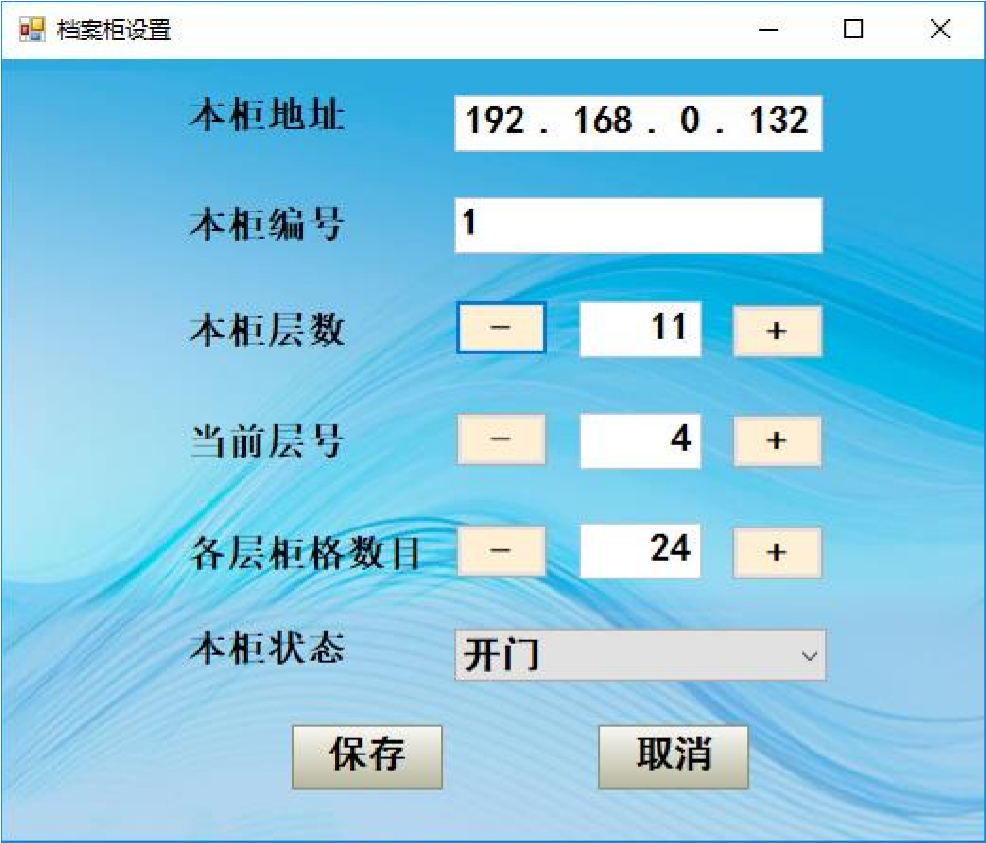 档案柜设置
本柜地址 192 . 168 . 0 . 132
本柜编号 1
本柜层数 - 11 +
当前层号 - 4 +
各层柜格数目 - 24 +
本柜状态 开门
保存 取消